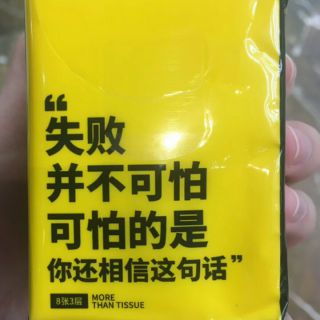 “失败
并不可怕
可怕的是
你还相信这句话”
8张3层
MORE
THAN TISSUE